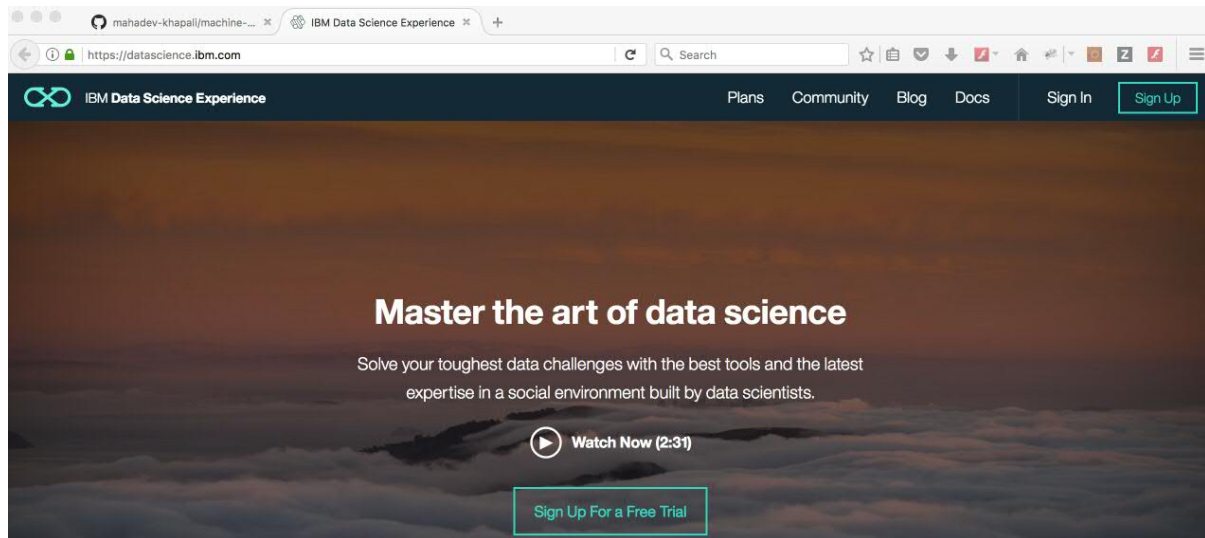 mahadev-khapali/machine-...
IBM Data Science Experience
https://datascience.ibm.com
Search
IBM Data Science Experience
Plans
Community
Blog
Docs
Sign In
Sign Up
Master the art of data science
Solve your toughest data challenges with the best tools and the latest
expertise in a social environment built by data scientists.
Watch Now (2:31)
Sign Up For a Free Trial